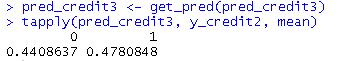 > pred_credit3 <- get_pred(pred_credit3)
> tapply(pred_credit3, y_credit2, mean)
        0         1
0.4408637 0.4780848